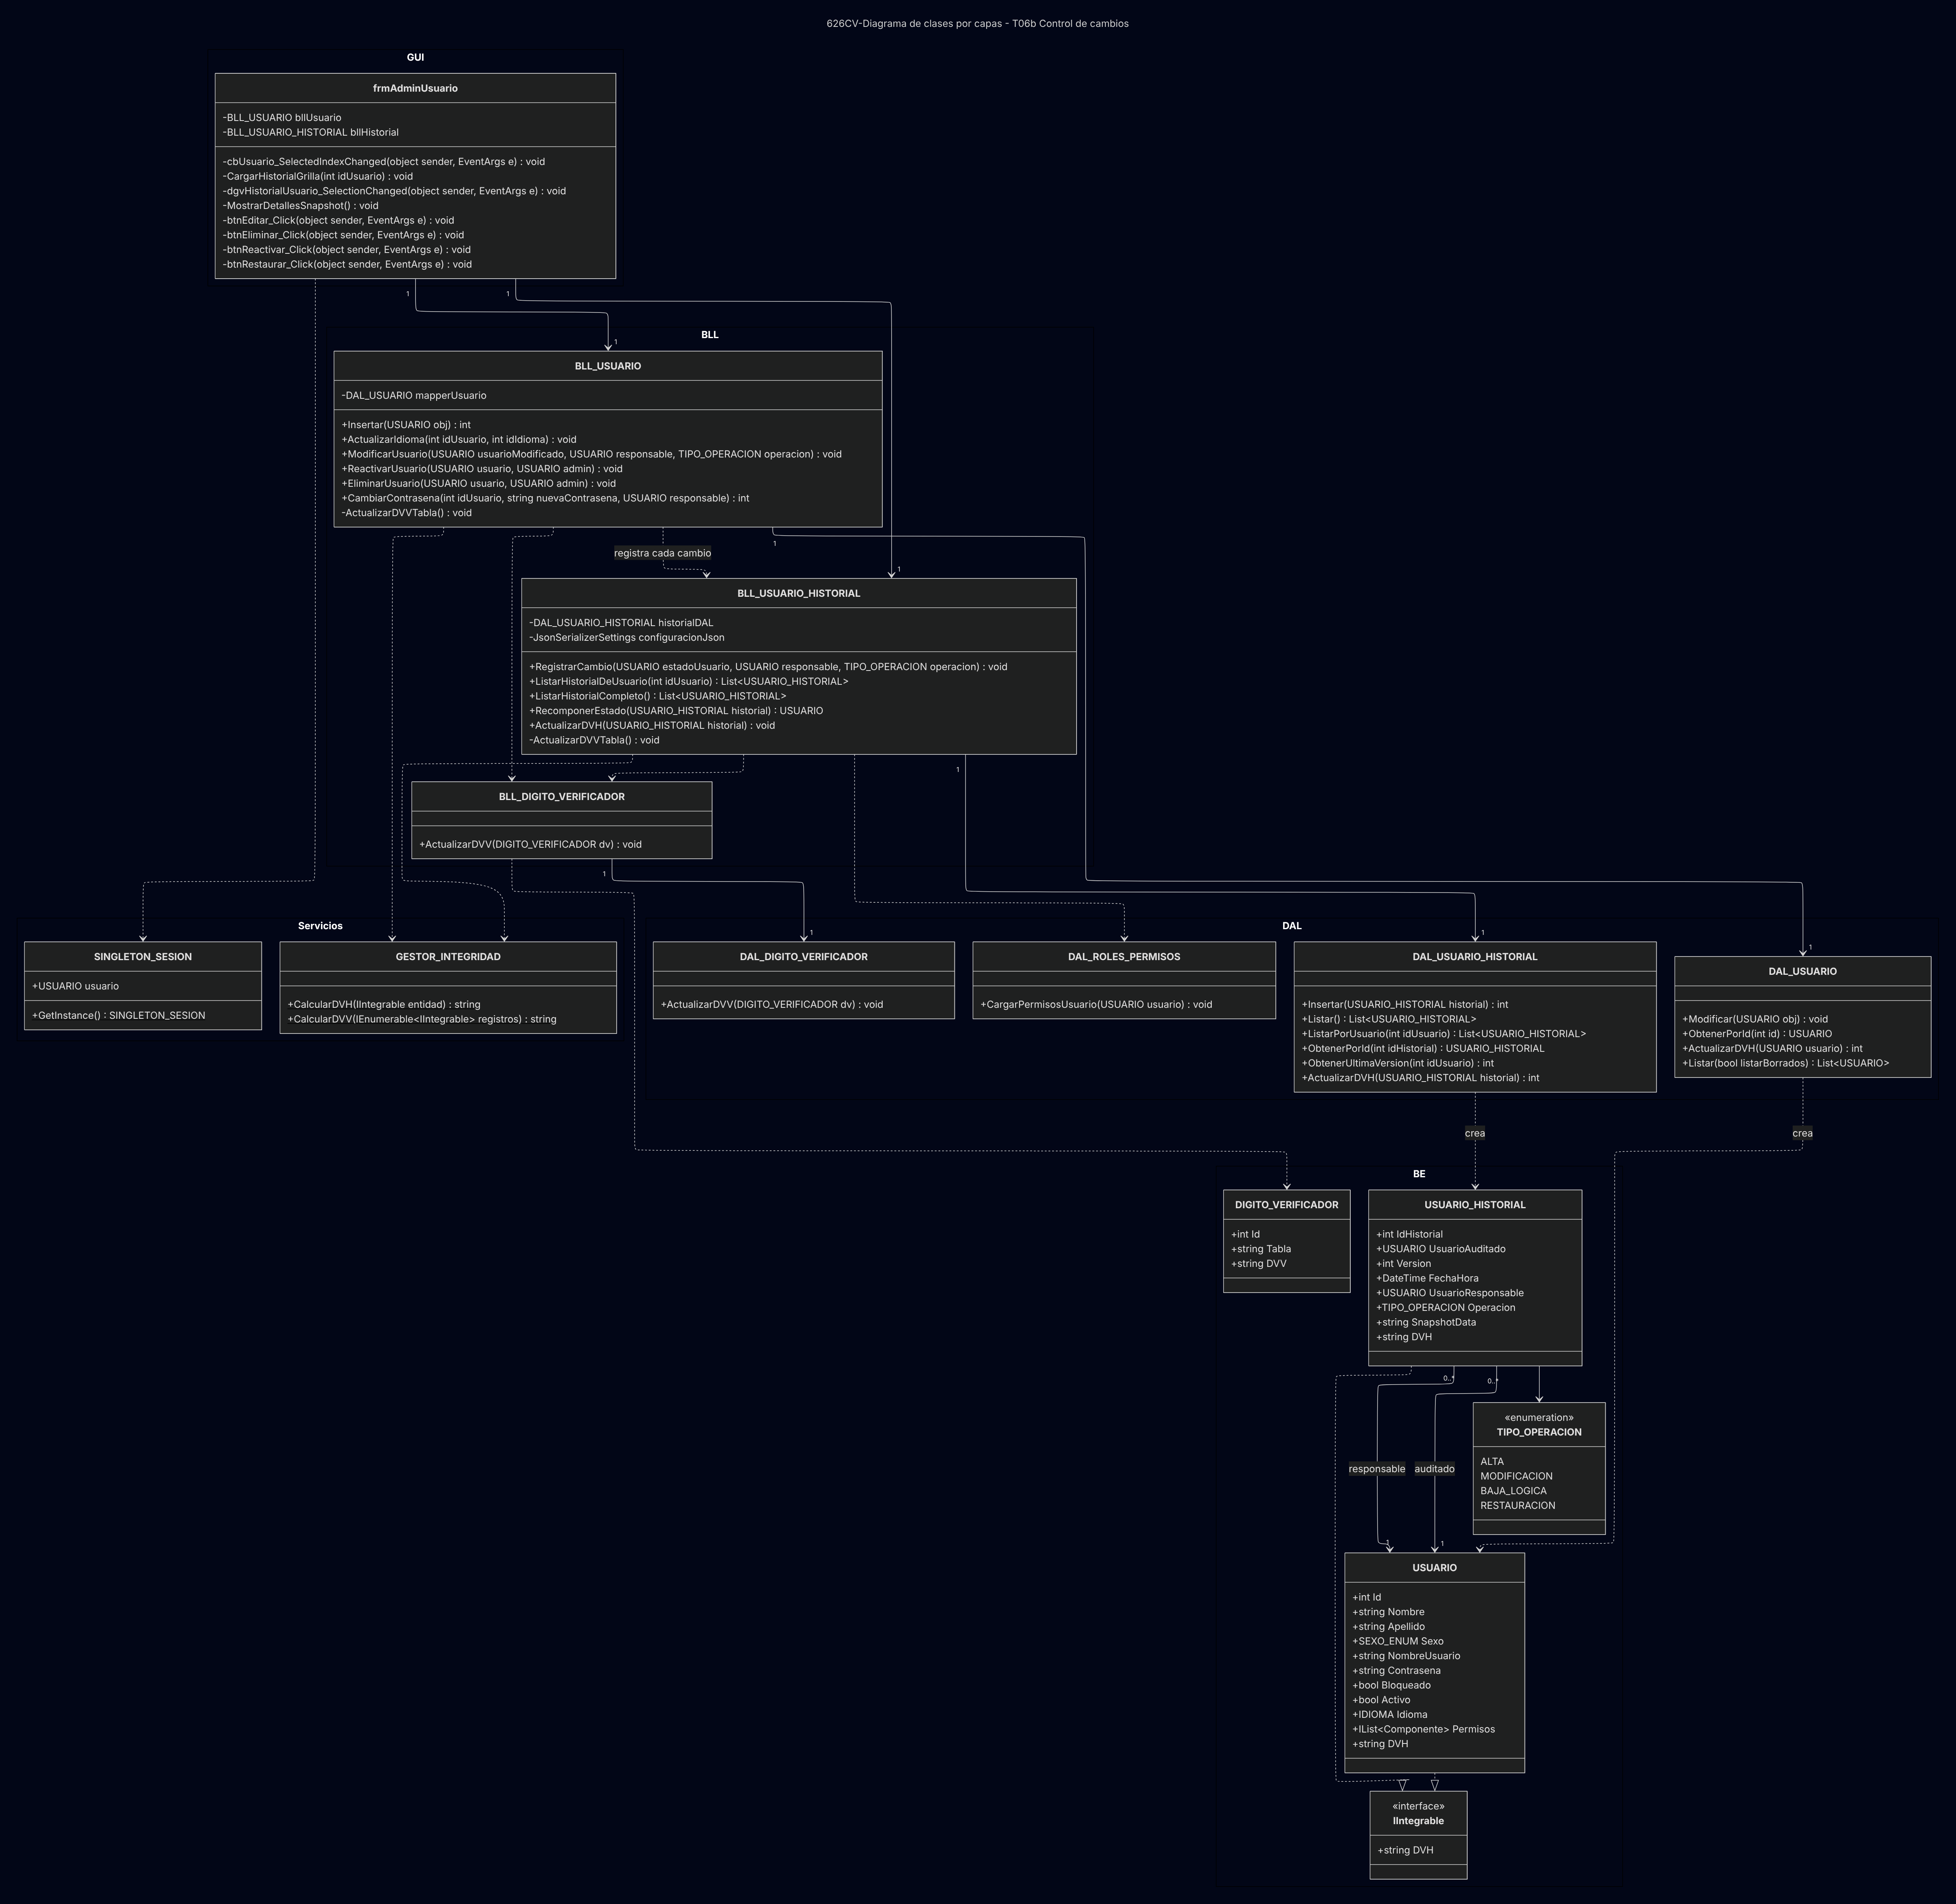 626CV-Diagrama de clases por capas - T06b Control de cambios
GUI
frmAdminUsuario
-BLL_USUARIO bllUsuario
-BLL_USUARIO_HISTORIAL bllHistorial
-cbUsuario_SelectedIndexChanged(object sender, EventArgs e) : void
-CargarHistorialGrilla(int idUsuario) : void
-dgvHistorialUsuario_SelectionChanged(object sender, EventArgs e) : void
-MostrarDetallesSnapshot() : void
-btnEditar_Click(object sender, EventArgs e) : void
-btnEliminar_Click(object sender, EventArgs e) : void
-btnReactivar_Click(object sender, EventArgs e) : void
-btnRestaurar_Click(object sender, EventArgs e) : void
1
1
BLL
1
BLL_USUARIO
-DAL_USUARIO mapperUsuario
+Insertar(USUARIO obj) : int
+ActualizarIdioma(int idUsuario, int idIdioma) : void
+ModificarUsuario(USUARIO usuarioModificado, USUARIO responsable, TIPO_OPERACION operacion) : void
+ReactivarUsuario(USUARIO usuario, USUARIO admin) : void
+EliminarUsuario(USUARIO usuario, USUARIO admin) : void
+CambiarContrasena(int idUsuario, string nuevaContrasena, USUARIO responsable) : int
-ActualizarDVVTabla() : void
1
registra cada cambio
1
BLL_USUARIO_HISTORIAL
-DAL_USUARIO_HISTORIAL historialDAL
-JsonSerializerSettings configuracionJson
+RegistrarCambio(USUARIO estadoUsuario, USUARIO responsable, TIPO_OPERACION operacion) : void
+ListarHistorialDeUsuario(int idUsuario) : List<USUARIO_HISTORIAL>
+ListarHistorialCompleto() : List<USUARIO_HISTORIAL>
+RecomponerEstado(USUARIO_HISTORIAL historial) : USUARIO
+ActualizarDVH(USUARIO_HISTORIAL historial) : void
-ActualizarDVVTabla() : void
1
BLL_DIGITO_VERIFICADOR
+ActualizarDVV(DIGITO_VERIFICADOR dv) : void
1
Servicios
SINGLETON_SESION
+USUARIO usuario
+GetInstance() : SINGLETON_SESION
GESTOR_INTEGRIDAD
+CalcularDVH(IIntegrable entidad) : string
+CalcularDVV(IEnumerable<IIntegrable> registros) : string
DAL
1
DAL_DIGITO_VERIFICADOR
+ActualizarDVV(DIGITO_VERIFICADOR dv) : void
DAL_ROLES_PERMISOS
+CargarPermisosUsuario(USUARIO usuario) : void
1
DAL_USUARIO_HISTORIAL
+Insertar(USUARIO_HISTORIAL historial) : int
+Listar() : List<USUARIO_HISTORIAL>
+ListarPorUsuario(int idUsuario) : List<USUARIO_HISTORIAL>
+ObtenerPorId(int idHistorial) : USUARIO_HISTORIAL
+ObtenerUltimaVersion(int idUsuario) : int
+ActualizarDVH(USUARIO_HISTORIAL historial) : int
1
DAL_USUARIO
+Modificar(USUARIO obj) : void
+ObtenerPorId(int id) : USUARIO
+ActualizarDVH(USUARIO usuario) : int
+Listar(bool listarBorrados) : List<USUARIO>
crea
crea
BE
DIGITO_VERIFICADOR
+int Id
+string Tabla
+string DVV
USUARIO_HISTORIAL
+int IdHistorial
+USUARIO UsuarioAuditado
+int Version
+DateTime FechaHora
+USUARIO UsuarioResponsable
+TIPO_OPERACION Operacion
+string SnapshotData
+string DVH
0..*
0..*
«enumeration»
TIPO_OPERACION
ALTA
MODIFICACION
BAJA_LOGICA
RESTAURACION
responsable
auditado
1
1
USUARIO
+int Id
+string Nombre
+string Apellido
+SEXO_ENUM Sexo
+string NombreUsuario
+string Contrasena
+bool Bloqueado
+bool Activo
+IDIOMA Idioma
+IList<Componente> Permisos
+string DVH
«interface»
IIntegrable
+string DVH